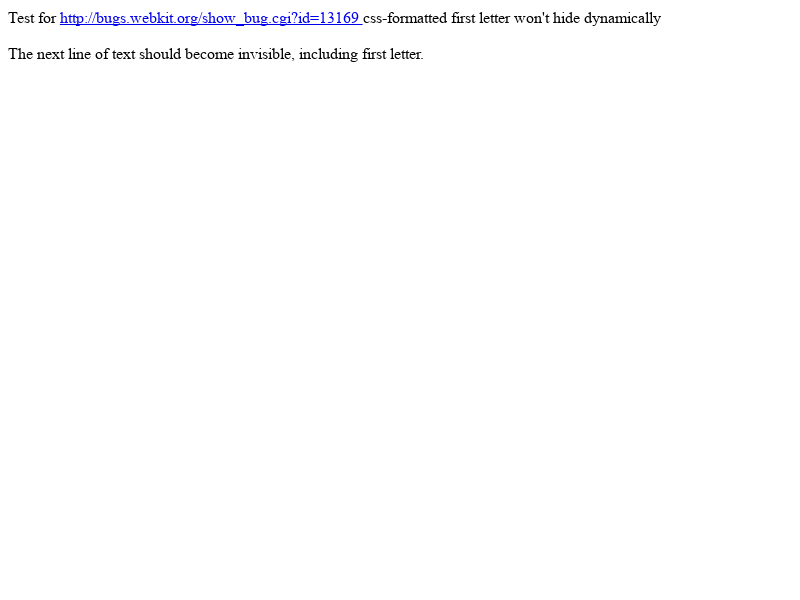 Test for http://bugs.webkit.org/show_bug.cgi?id=13169 css-formatted first letter won't hide dynamically
The next line of text should become invisible, including first letter.